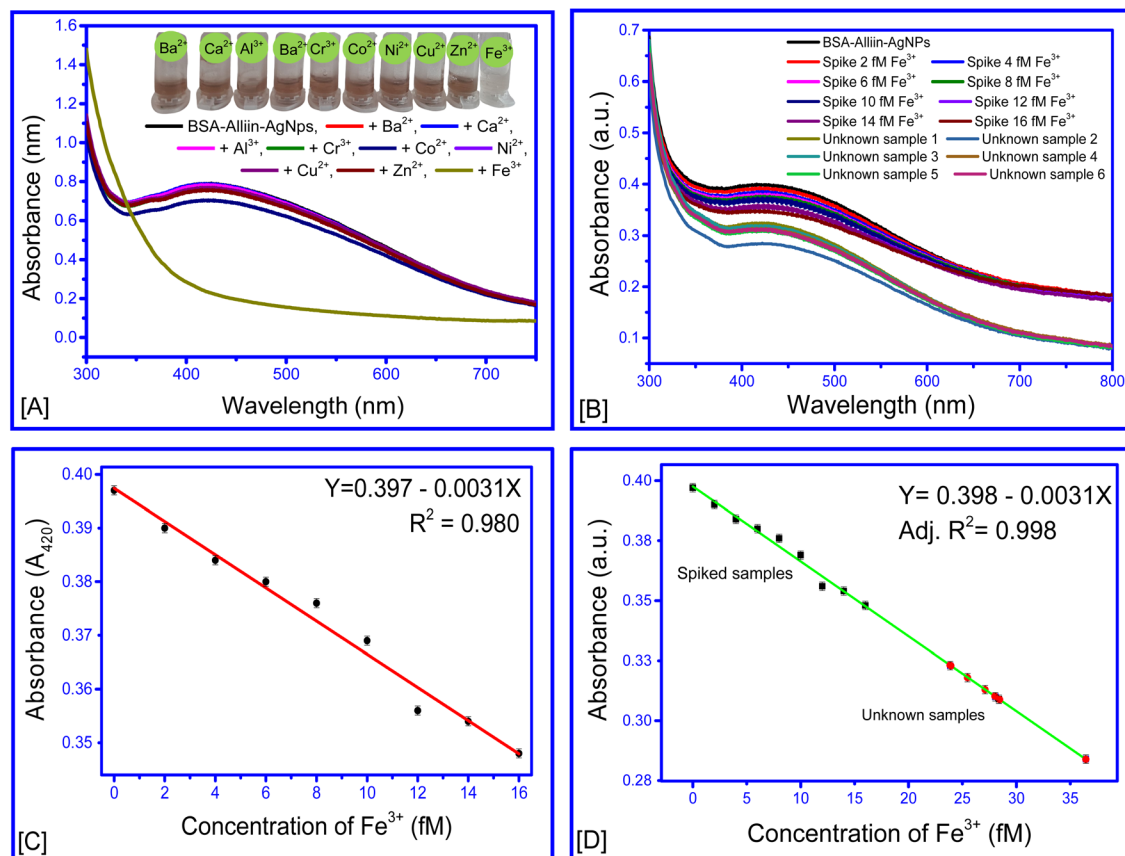 Ba²⁺ Ca²⁺ Al³⁺ Ba²⁺ Cr³⁺ Co²⁺ Ni²⁺ Cu²⁺ Zn²⁺ Fe³⁺
BSA-Alliin-AgNps, + Ba²⁺, + Ca²⁺,
+ Al³⁺, + Cr³⁺, + Co²⁺, Ni²⁺,
+ Cu²⁺, + Zn²⁺, + Fe³⁺
Absorbance (nm)
1.6
1.4
1.2
1.0
0.8
0.6
0.4
0.2
0.0
300 400 500 600 700
Wavelength (nm)
[A]
BSA-Alliin-AgNPs
Spike 2 fM Fe³⁺ Spike 4 fM Fe³⁺
Spike 6 fM Fe³⁺ Spike 8 fM Fe³⁺
Spike 10 fM Fe³⁺ Spike 12 fM Fe³⁺
Spike 14 fM Fe³⁺ Spike 16 fM Fe³⁺
Unknown sample 1 Unknown sample 2
Unknown sample 3 Unknown sample 4
Unknown sample 5 Unknown sample 6
Absorbance (a.u.)
0.7
0.6
0.5
0.4
0.3
0.2
0.1
300 400 500 600 700 800
Wavelength (nm)
[B]
Y=0.397 - 0.0031X
R² = 0.980
Absorbance (A₄₂₀)
0.40
0.39
0.38
0.37
0.36
0.35
0 2 4 6 8 10 12 14 16
Concentration of Fe³⁺ (fM)
[C]
Y= 0.398 - 0.0031X
Adj. R²= 0.998
Spiked samples
Unknown samples
Absorbance (a.u.)
0.40
0.38
0.35
0.33
0.30
0.28
0 5 10 15 20 25 30 35
Concentration of Fe³⁺ (fM)
[D]